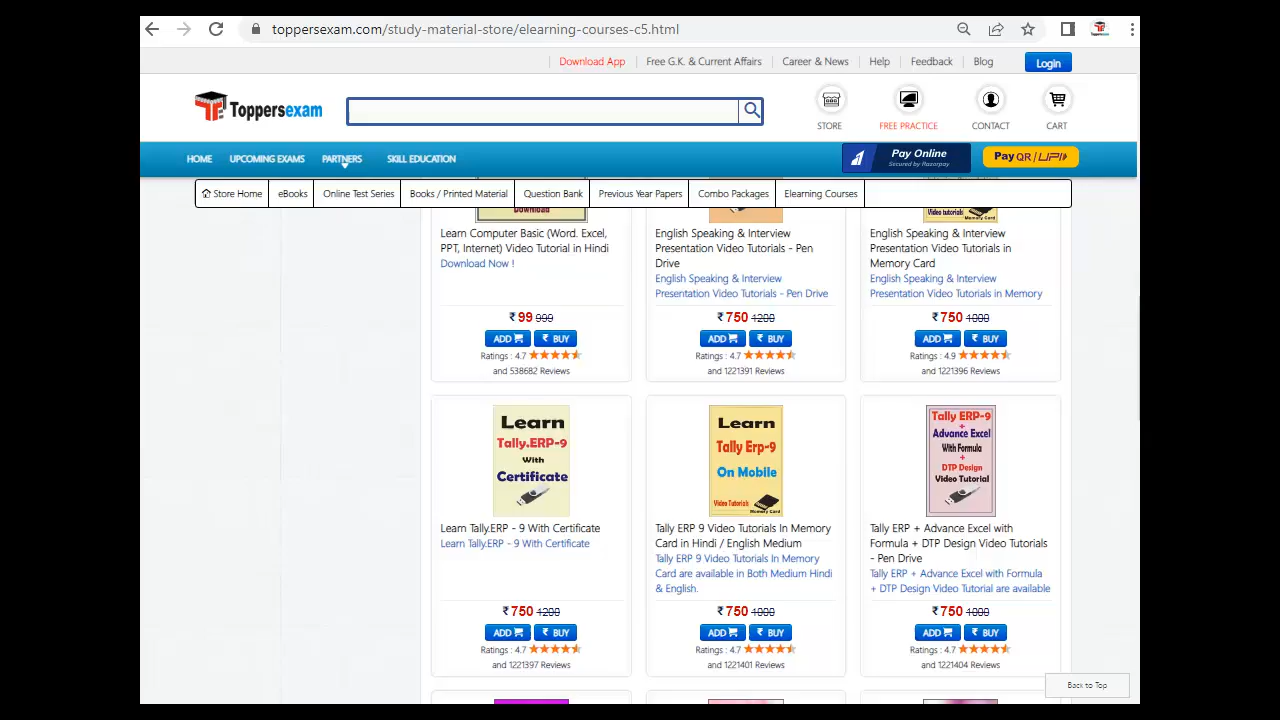 toppersexam.com/study-material-store/elearning-courses-c5.html
Download App Free G.K. & Current Affairs Career & News Help Feedback Blog Login
Toppersexam
STORE FREE PRACTICE CONTACT CART
HOME UPCOMING EXAMS PARTNERS SKILL EDUCATION
Pay Online
Secured by Razorpay
Pay QR / UPI
Store Home eBooks Online Test Series Books / Printed Material Question Bank Previous Year Papers Combo Packages Elearning Courses
Download
Video tutorials Memory Card
Learn Computer Basic (Word. Excel,
PPT, Internet) Video Tutorial in Hindi
Download Now !
₹ 99 999
ADD ₹ BUY
Ratings : 4.7
and 538682 Reviews
English Speaking & Interview
Presentation Video Tutorials - Pen
Drive
English Speaking & Interview
Presentation Video Tutorials - Pen Drive
₹ 750 1200
ADD ₹ BUY
Ratings : 4.7
and 1221391 Reviews
English Speaking & Interview
Presentation Video Tutorials in
Memory Card
English Speaking & Interview
Presentation Video Tutorials in Memory
₹ 750 1000
ADD ₹ BUY
Ratings : 4.9
and 1221396 Reviews
Learn
Tally.ERP-9
With
Certificate
Learn Tally.ERP - 9 With Certificate
Learn Tally.ERP - 9 With Certificate
₹ 750 1200
ADD ₹ BUY
Ratings : 4.7
and 1221397 Reviews
Learn
Tally Erp-9
On Mobile
Video Tutorials
Memory Card
Tally ERP 9 Video Tutorials In Memory
Card in Hindi / English Medium
Tally ERP 9 Video Tutorials In Memory
Card are available in Both Medium Hindi
& English.
₹ 750 1000
ADD ₹ BUY
Ratings : 4.7
and 1221401 Reviews
Tally ERP-9
+
Advance Excel
With Formula
+
DTP Design
Video Tutorial
Tally ERP + Advance Excel with
Formula + DTP Design Video Tutorials
- Pen Drive
Tally ERP + Advance Excel with Formula
+ DTP Design Video Tutorial are available
₹ 750 1000
ADD ₹ BUY
Ratings : 4.7
and 1221404 Reviews
Back to Top